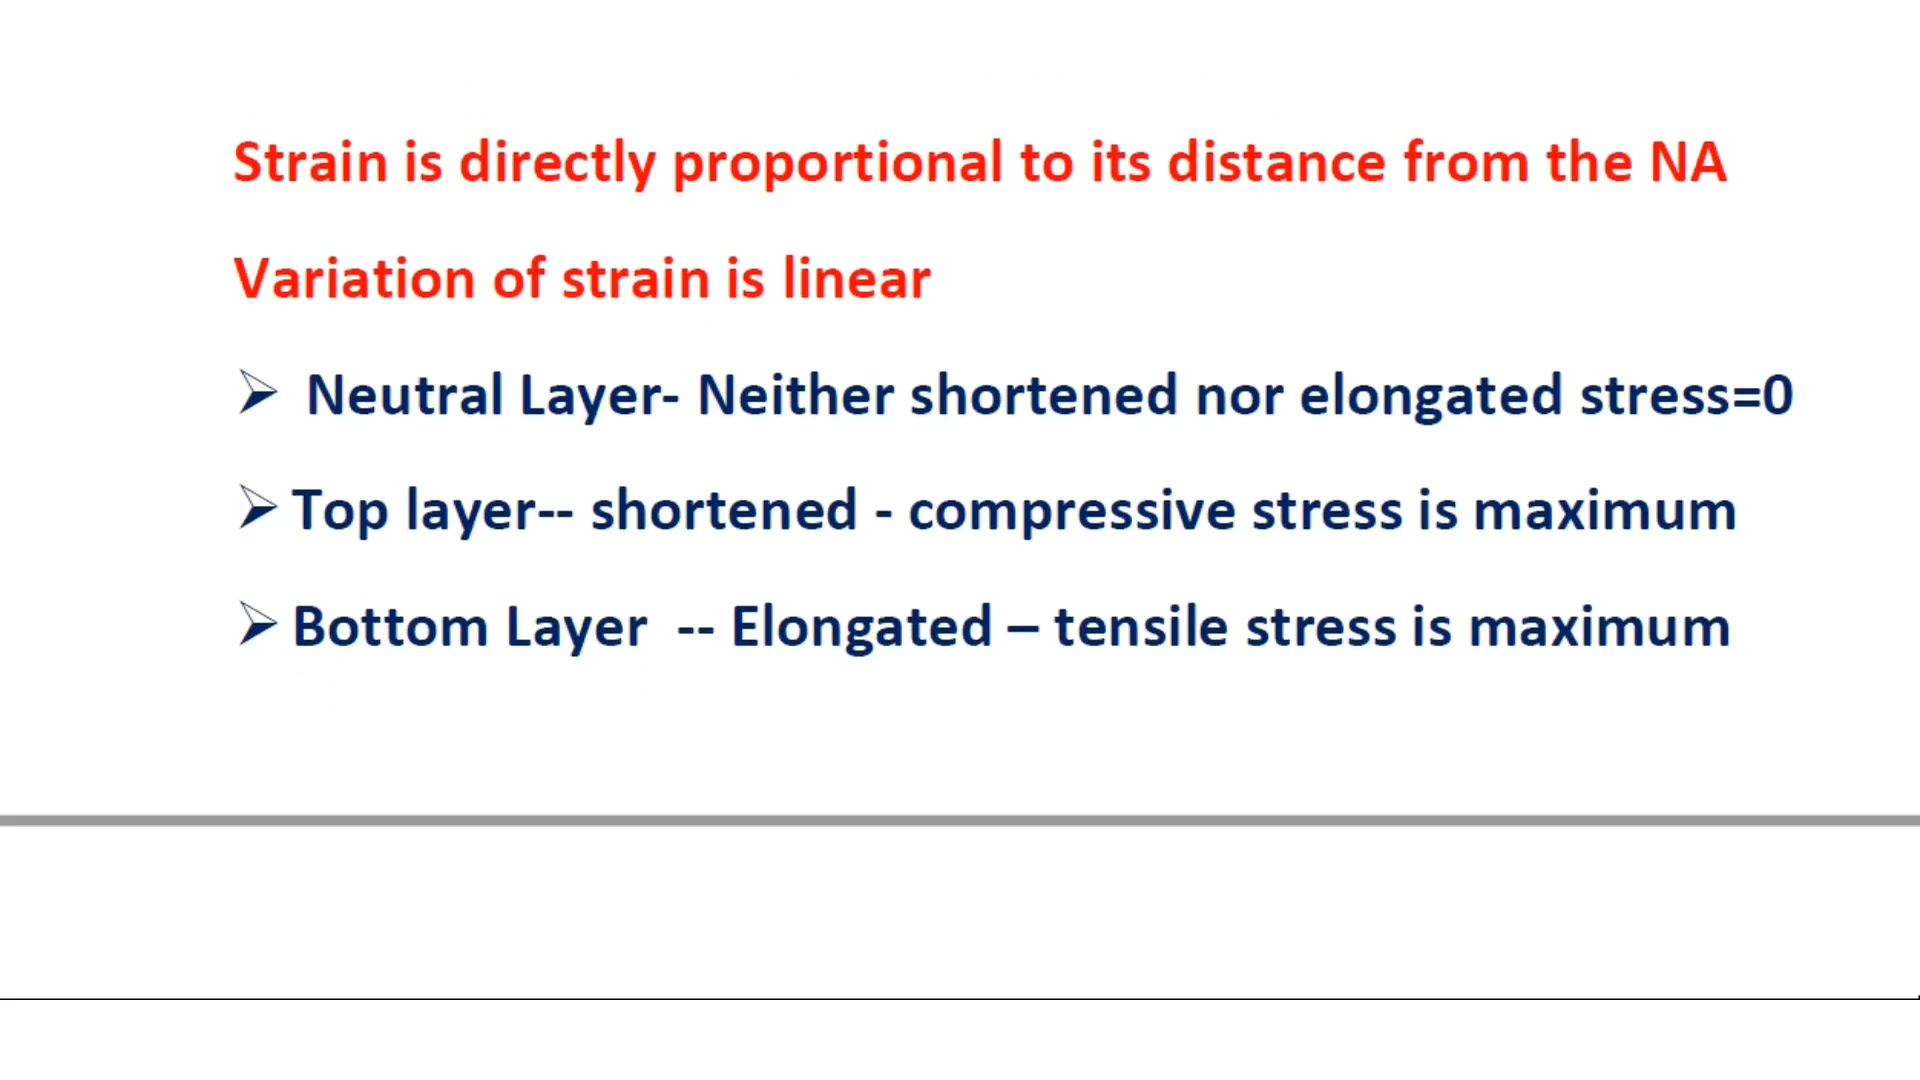 Strain is directly proportional to its distance from the NA
Variation of strain is linear
➢ Neutral Layer- Neither shortened nor elongated stress=0
➢ Top layer-- shortened - compressive stress is maximum
➢ Bottom Layer -- Elongated – tensile stress is maximum